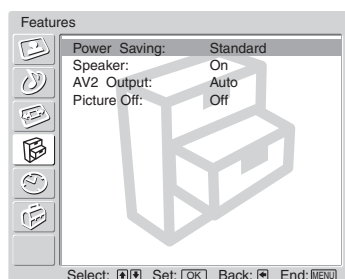 Features
Power Saving: Standard
Speaker: On
AV2 Output: Auto
Picture Off: Off
Select: Set: OK Back: End: MENU